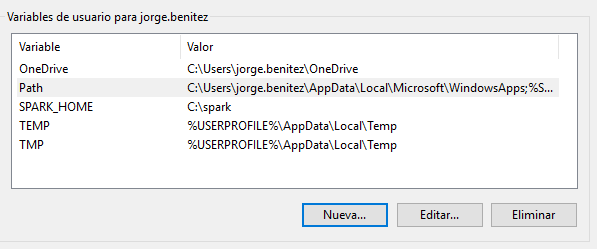 Variables de usuario para jorge.benitez
Variable Valor
OneDrive C:\Users\jorge.benitez\OneDrive
Path C:\Users\jorge.benitez\AppData\Local\Microsoft\WindowsApps;%S...
SPARK_HOME C:\spark
TEMP %USERPROFILE%\AppData\Local\Temp
TMP %USERPROFILE%\AppData\Local\Temp
Nueva... Editar... Eliminar